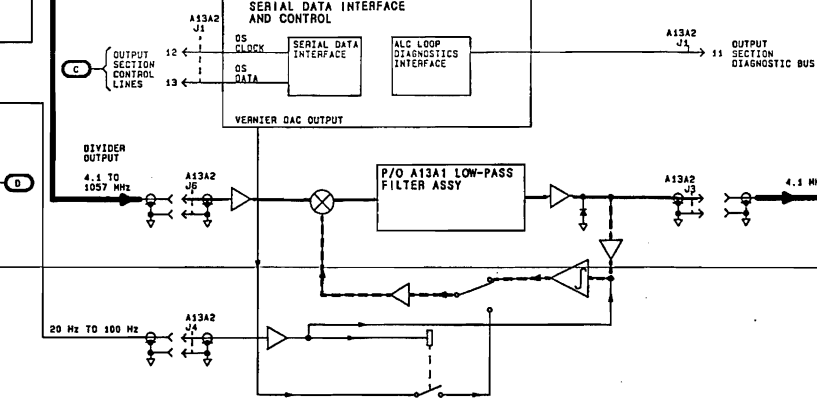 SERIAL DATA INTERFACE
AND CONTROL
A13A2
J1
OS
CLOCK
12
OS
DATA
13
C
OUTPUT
SECTION
CONTROL
LINES
SERIAL DATA
INTERFACE
ALC LOOP
DIAGNOSTICS
INTERFACE
A13A2
J1
11
OUTPUT
SECTION
DIAGNOSTIC BUS
VERNIER DAC OUTPUT
DIVIDER
OUTPUT
4.1 TO
1057 MHz
D
A13A2
J6
P/O A13A1 LOW-PASS
FILTER ASSY
A13A2
J3
4.1
∫
20 Hz TO 100 Hz
A13A2
J4